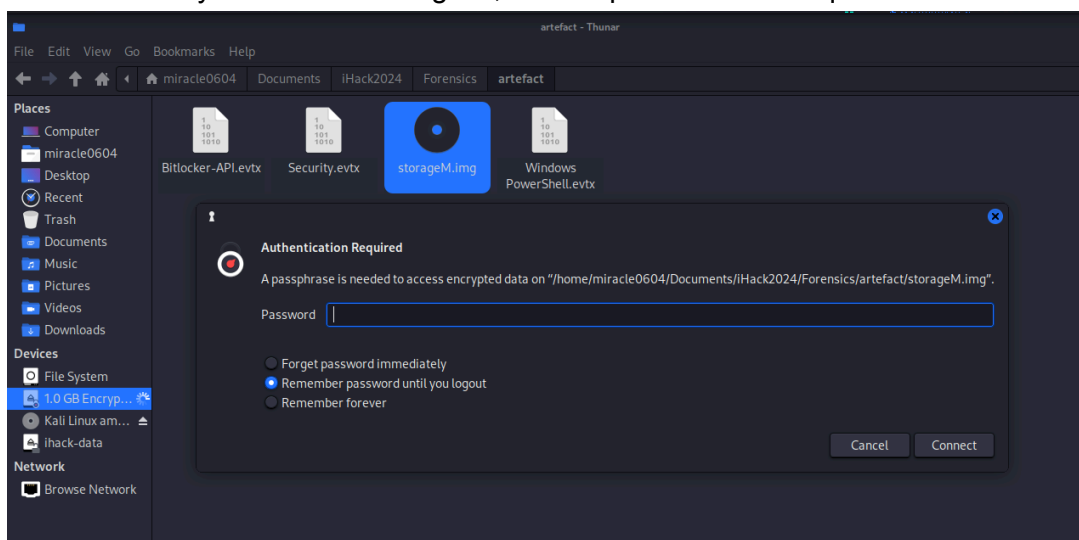 artefact - Thunar
File Edit View Go Bookmarks Help
miracle0604 Documents iHack2024 Forensics artefact
Places
Computer
miracle0604
Desktop
Recent
Trash
Documents
Music
Pictures
Videos
Downloads
Devices
File System
1.0 GB Encryp...
Kali Linux am...
ihack-data
Network
Browse Network
Bitlocker-API.evtx
Security.evtx
storageM.img
Windows
PowerShell.evtx
Authentication Required
A passphrase is needed to access encrypted data on "/home/miracle0604/Documents/iHack2024/Forensics/artefact/storageM.img".
Password
Forget password immediately
Remember password until you logout
Remember forever
Cancel Connect